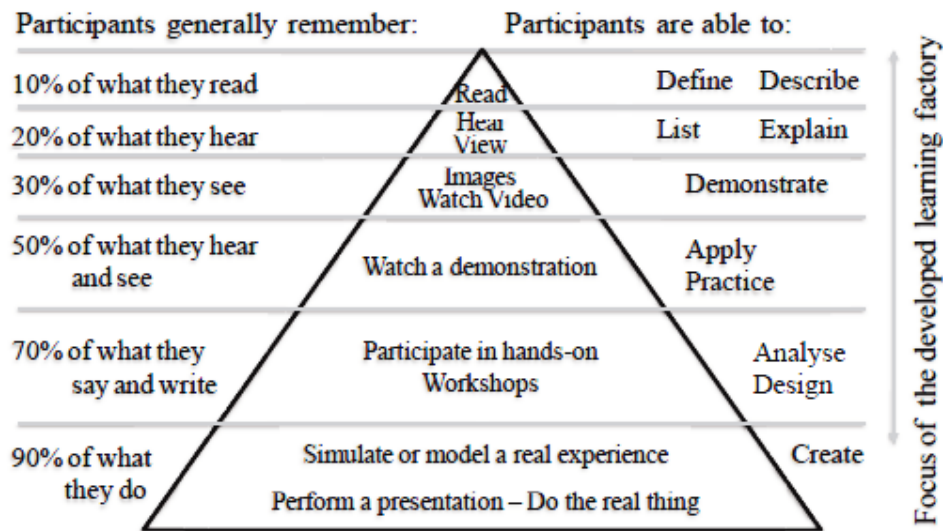 Participants generally remember: Participants are able to:
10% of what they read
Read
Define Describe
20% of what they hear
Hear
View
List Explain
30% of what they see
Images
Watch Video
Demonstrate
50% of what they hear
and see
Watch a demonstration
Apply
Practice
70% of what they
say and write
Participate in hands-on
Workshops
Analyse
Design
90% of what
they do
Simulate or model a real experience
Perform a presentation – Do the real thing
Create
Focus of the developed learning factory